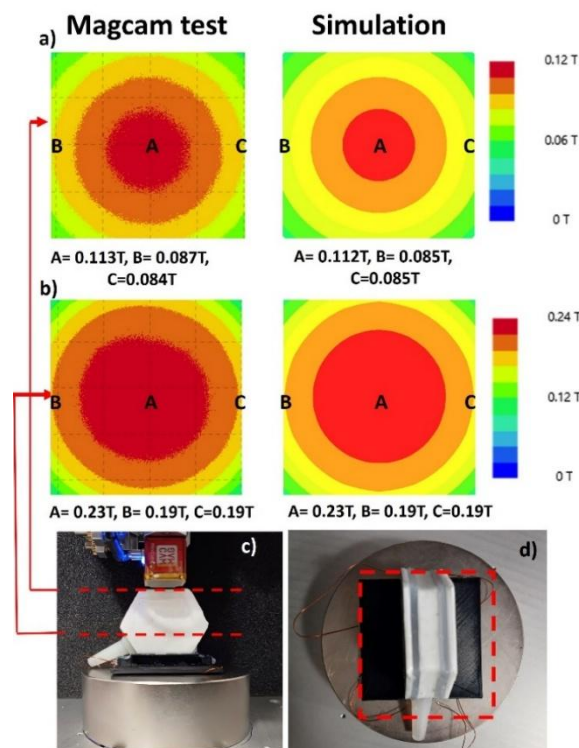 Magcam test Simulation
a)
B A C
B A C
0.12 T
0.06 T
0 T
A= 0.113T, B= 0.087T,
C=0.084T
A= 0.112T, B= 0.085T,
C=0.085T
b)
B A C
B A C
0.24 T
0.12 T
0 T
A= 0.23T, B= 0.19T, C=0.19T
A= 0.23T, B= 0.19T, C=0.19T
c)
d)